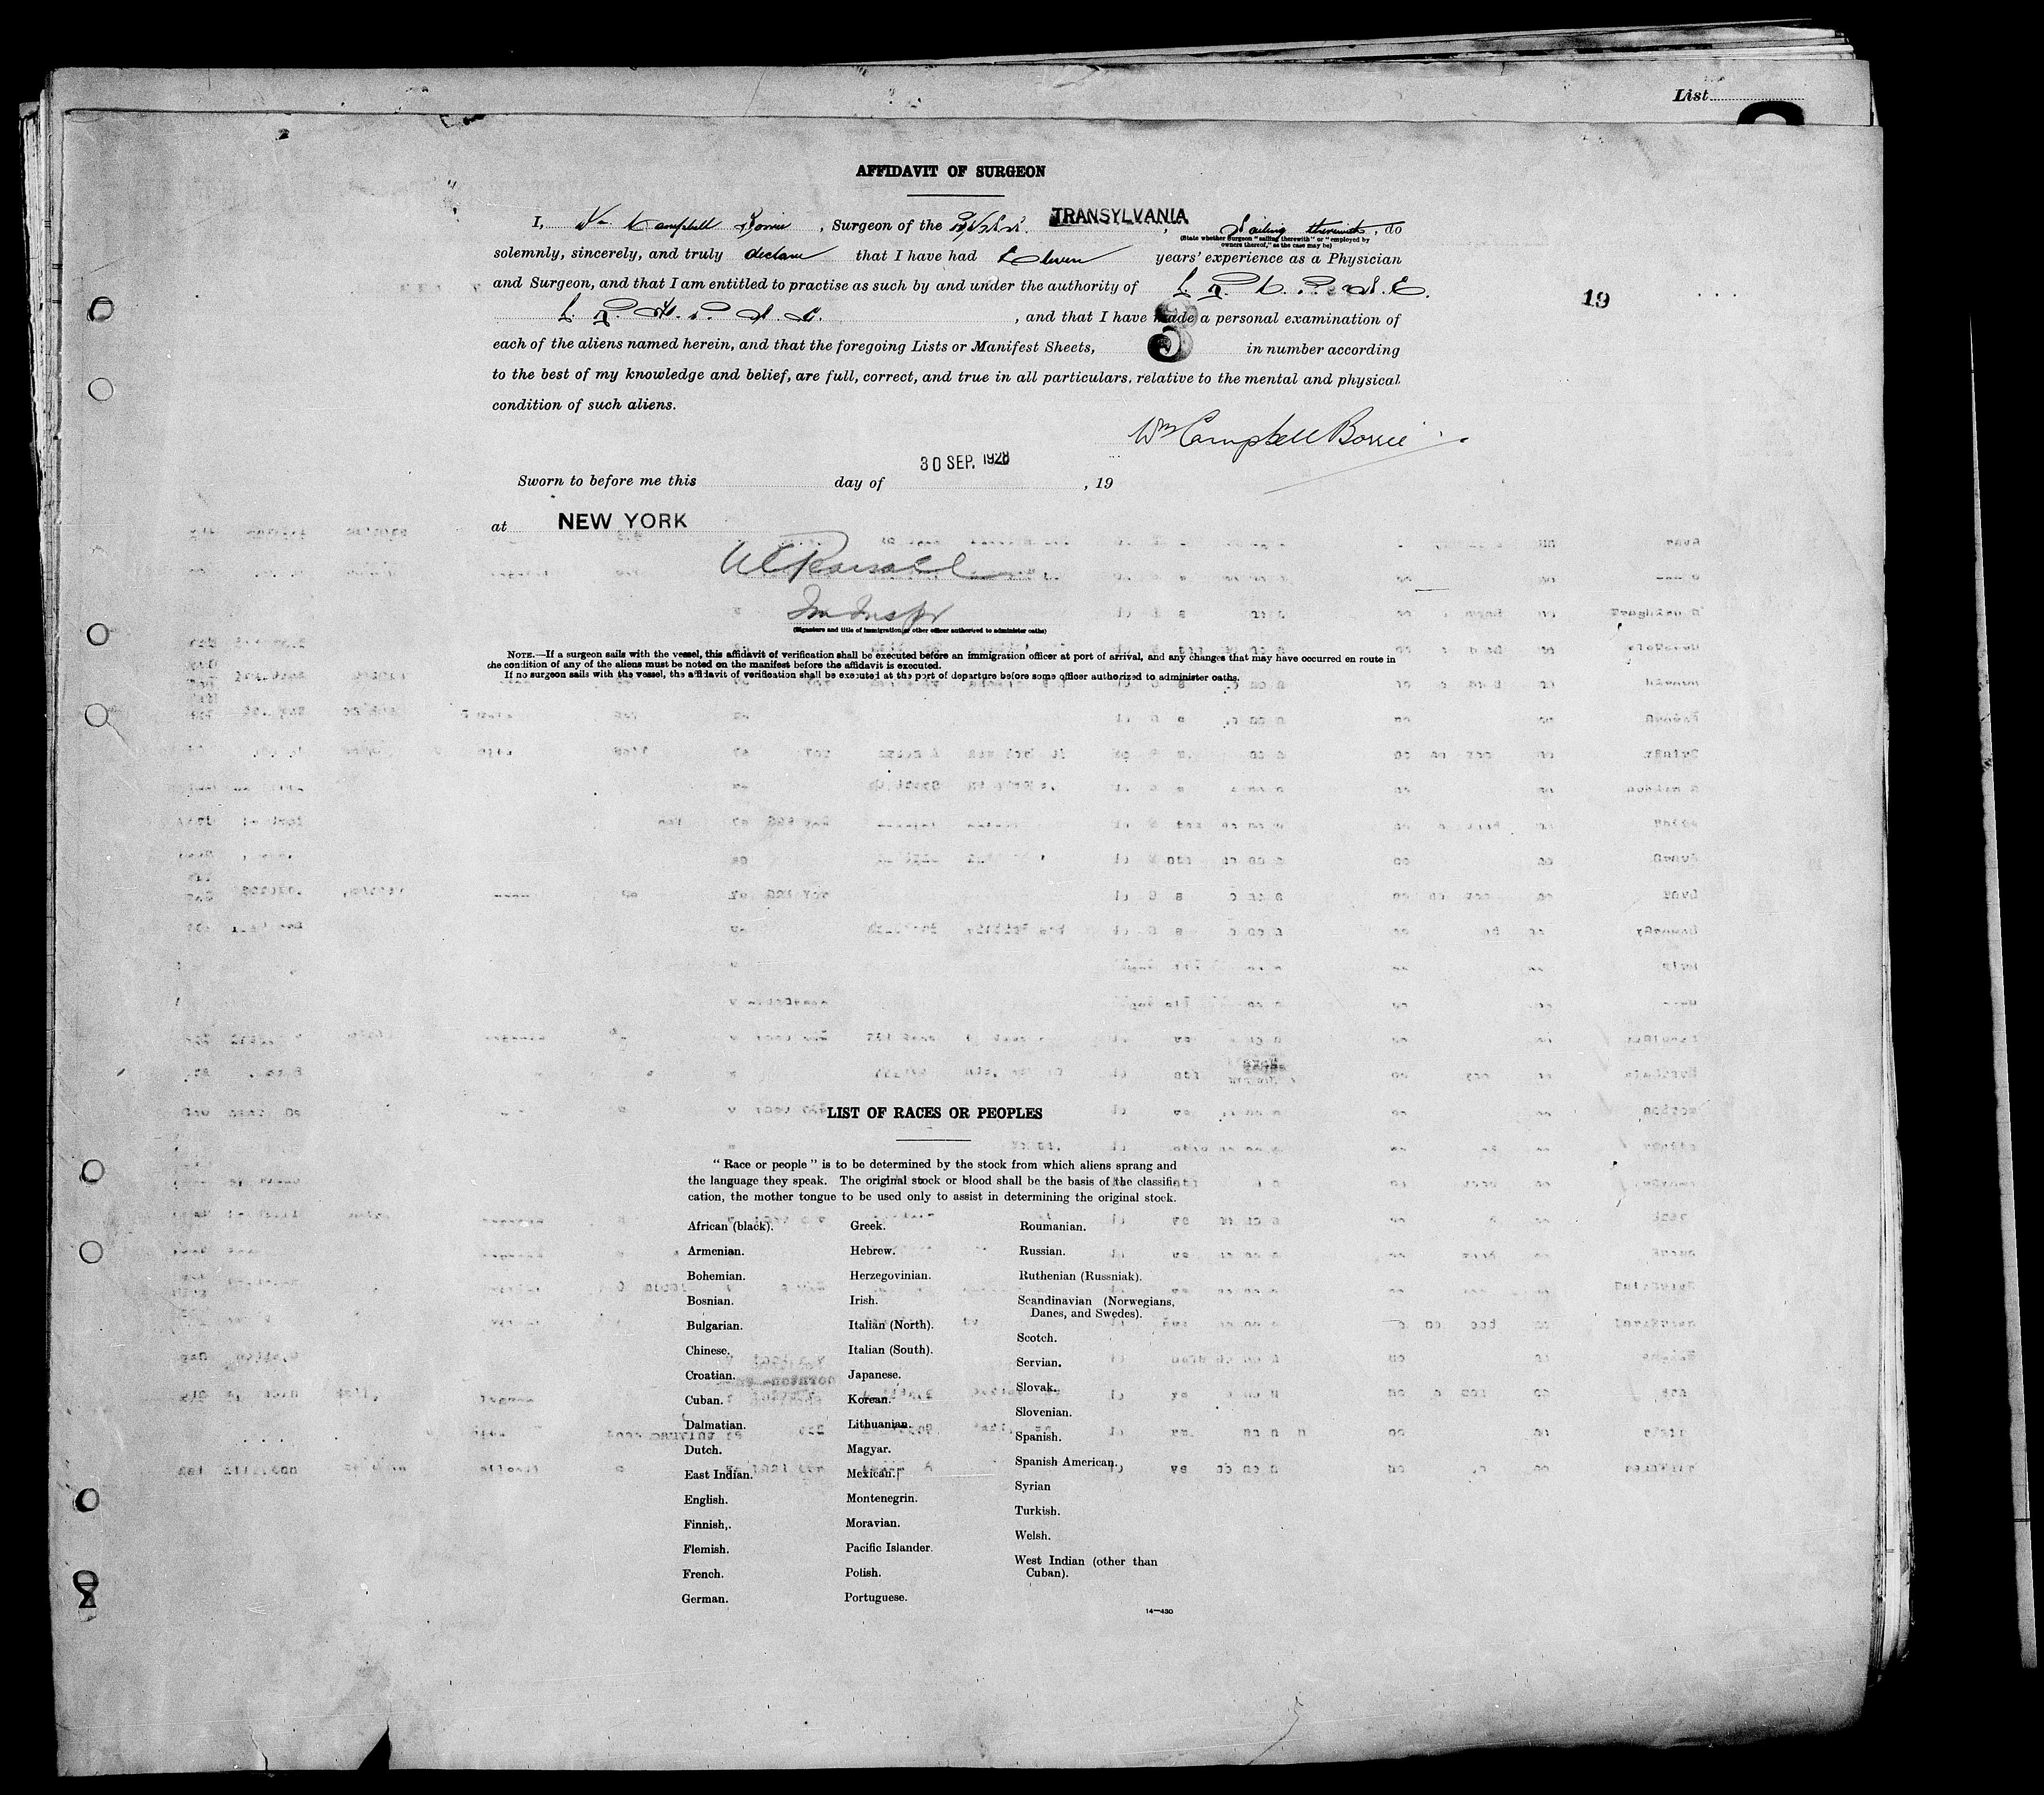 List
AFFIDAVIT OF SURGEON
I, Wm Campbell Borrie, Surgeon of the TRANSYLVANIA, Sailing therewith, do
(State whether Surgeon "sailing therewith" or "employed by
owners thereof," as the case may be)
solemnly, sincerely, and truly declare that I have had Eleven years' experience as a Physician
and Surgeon, and that I am entitled to practise as such by and under the authority of L. R. C. P. S. E.
19
L. R. F. P. S. G. , and that I have made a personal examination of
each of the aliens named herein, and that the foregoing Lists or Manifest Sheets, in number according
to the best of my knowledge and belief, are full, correct, and true in all particulars, relative to the mental and physical
condition of such aliens.
Wm Campbell Borrie
30 SEP. 1928
Sworn to before me this day of , 19
at NEW YORK
Im Inspr
(Signature and title of immigration or other officer authorized to administer oaths)
NOTE.—If a surgeon sails with the vessel, this affidavit of verification shall be executed before an immigration officer at port of arrival, and any changes that may have occurred en route in
the condition of any of the aliens must be noted on the manifest before the affidavit is executed.
If no surgeon sails with the vessel, the affidavit of verification shall be executed at the port of departure before some officer authorized to administer oaths.
LIST OF RACES OR PEOPLES
"Race or people" is to be determined by the stock from which aliens sprang and
the language they speak. The original stock or blood shall be the basis of the classifi-
cation, the mother tongue to be used only to assist in determining the original stock.
African (black).
Armenian.
Bohemian.
Bosnian.
Bulgarian.
Chinese.
Croatian.
Cuban.
Dalmatian.
Dutch.
East Indian.
English.
Finnish,.
Flemish.
French.
German.
Greek.
Hebrew.
Herzegovinian.
Irish.
Italian (North).
Italian (South).
Japanese.
Korean.
Lithuanian.
Magyar.
Mexican.
Montenegrin.
Moravian.
Pacific Islander.
Polish.
Portuguese.
Roumanian.
Russian.
Ruthenian (Russniak).
Scandinavian (Norwegians,
Danes, and Swedes).
Scotch.
Servian.
Slovak.
Slovenian.
Spanish.
Spanish American.
Syrian
Turkish.
Welsh.
West Indian (other than
Cuban).
14—430